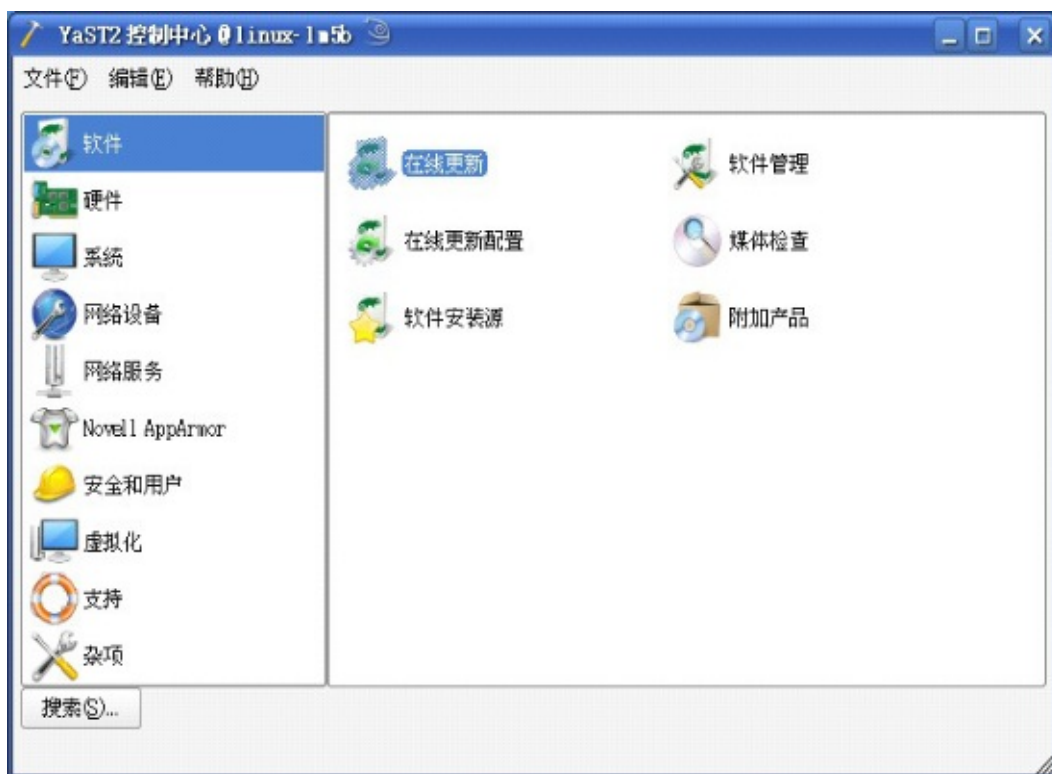 YaST2 控制中心 @ linux-lm5b
文件(F) 编辑(E) 帮助(H)
软件
硬件
系统
网络设备
网络服务
Novell AppArmor
安全和用户
虚拟化
支持
杂项
在线更新 软件管理
在线更新配置 媒体检查
软件安装源 附加产品
搜索(S)...